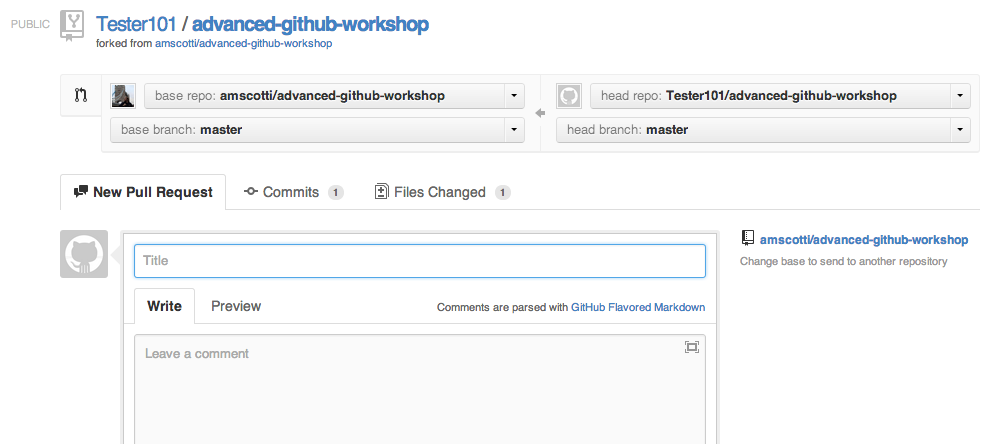 PUBLIC Tester101 / advanced-github-workshop
forked from amscotti/advanced-github-workshop
base repo: amscotti/advanced-github-workshop
head repo: Tester101/advanced-github-workshop
base branch: master
head branch: master
New Pull Request
Commits 1
Files Changed 1
Title
amscotti/advanced-github-workshop
Change base to send to another repository
Write
Preview
Comments are parsed with GitHub Flavored Markdown
Leave a comment